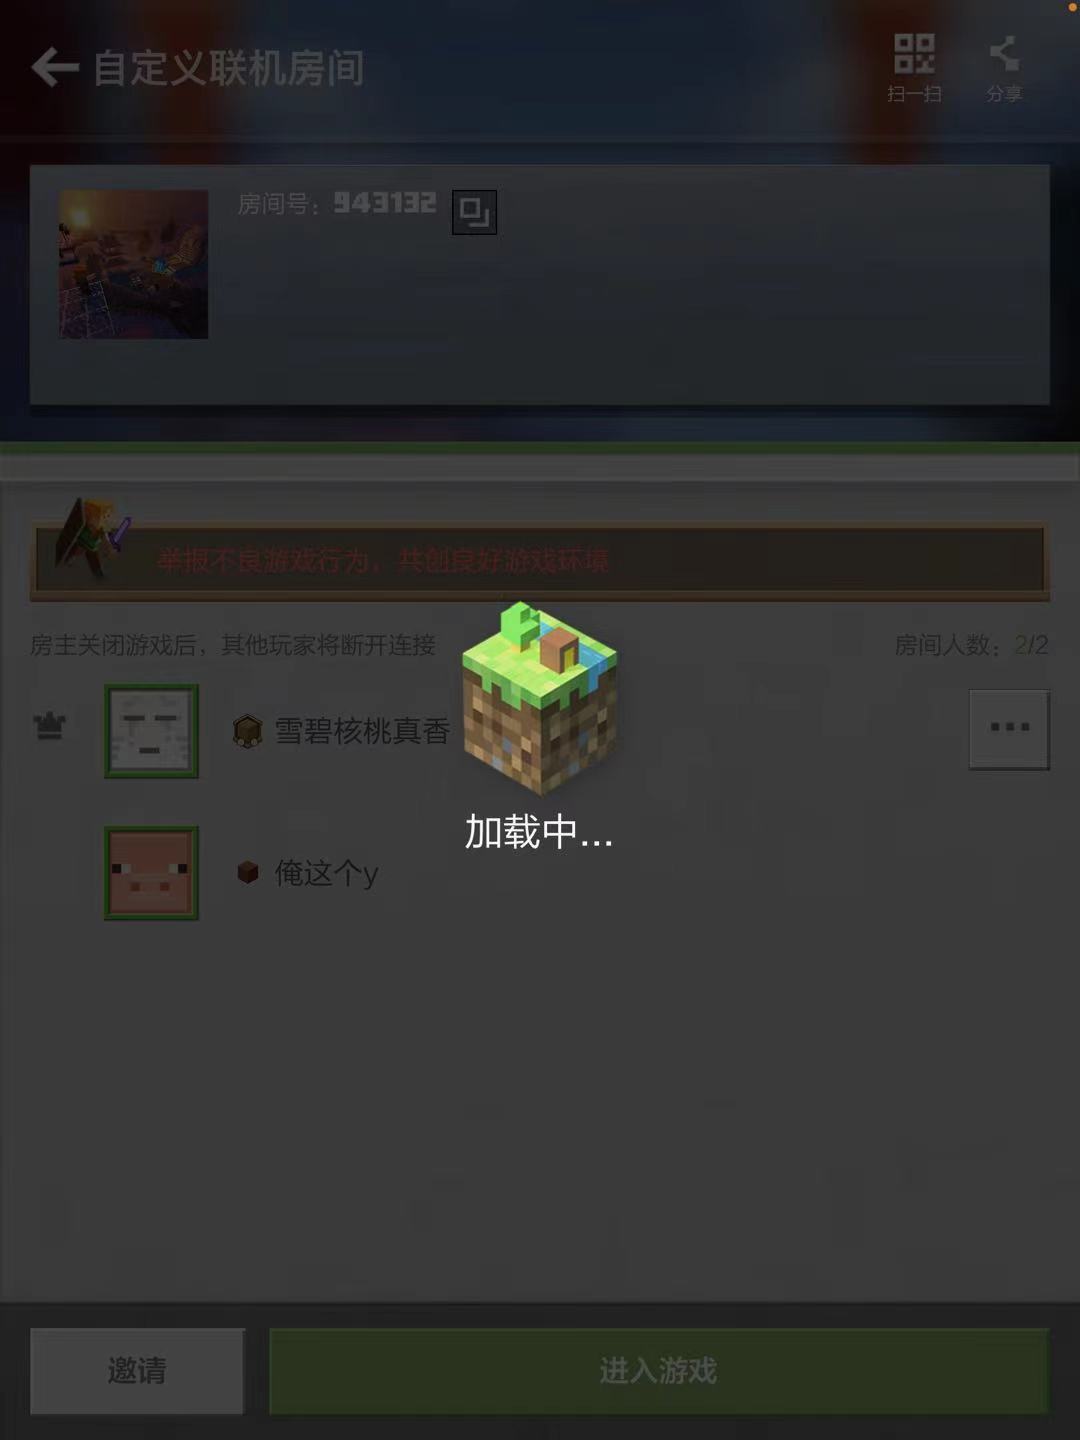 自定义联机房间
扫一扫
分享
房间号：943132
举报不良游戏行为，共创良好游戏环境
房主关闭游戏后，其他玩家将断开连接
房间人数：2/2
雪碧核桃真香
加载中...
俺这个y
邀请
进入游戏